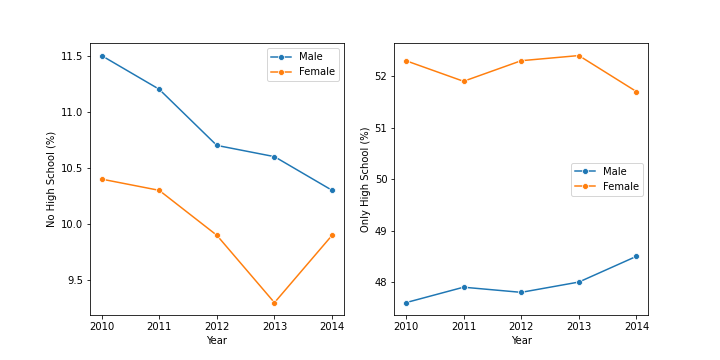 No High School (%)
11.5
11.0
10.5
10.0
9.5
2010 2011 2012 2013 2014
Year
Male
Female
Only High School (%)
52
51
50
49
48
2010 2011 2012 2013 2014
Year
Male
Female